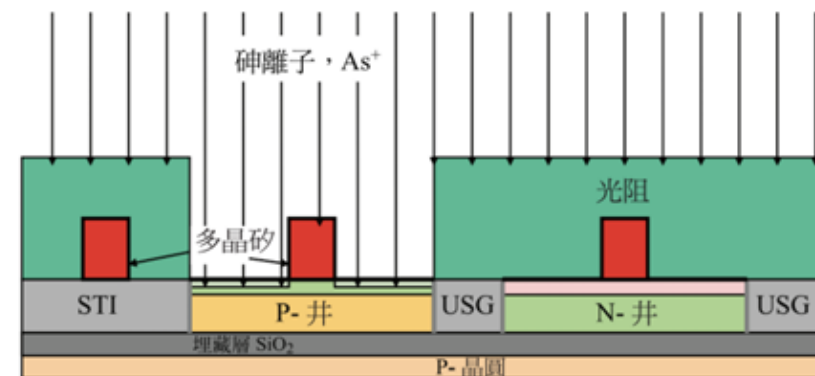 砷離子，As⁺
光阻
多晶矽
STI
P- 井
USG
N- 井
USG
埋藏層 SiO₂
P- 晶圓